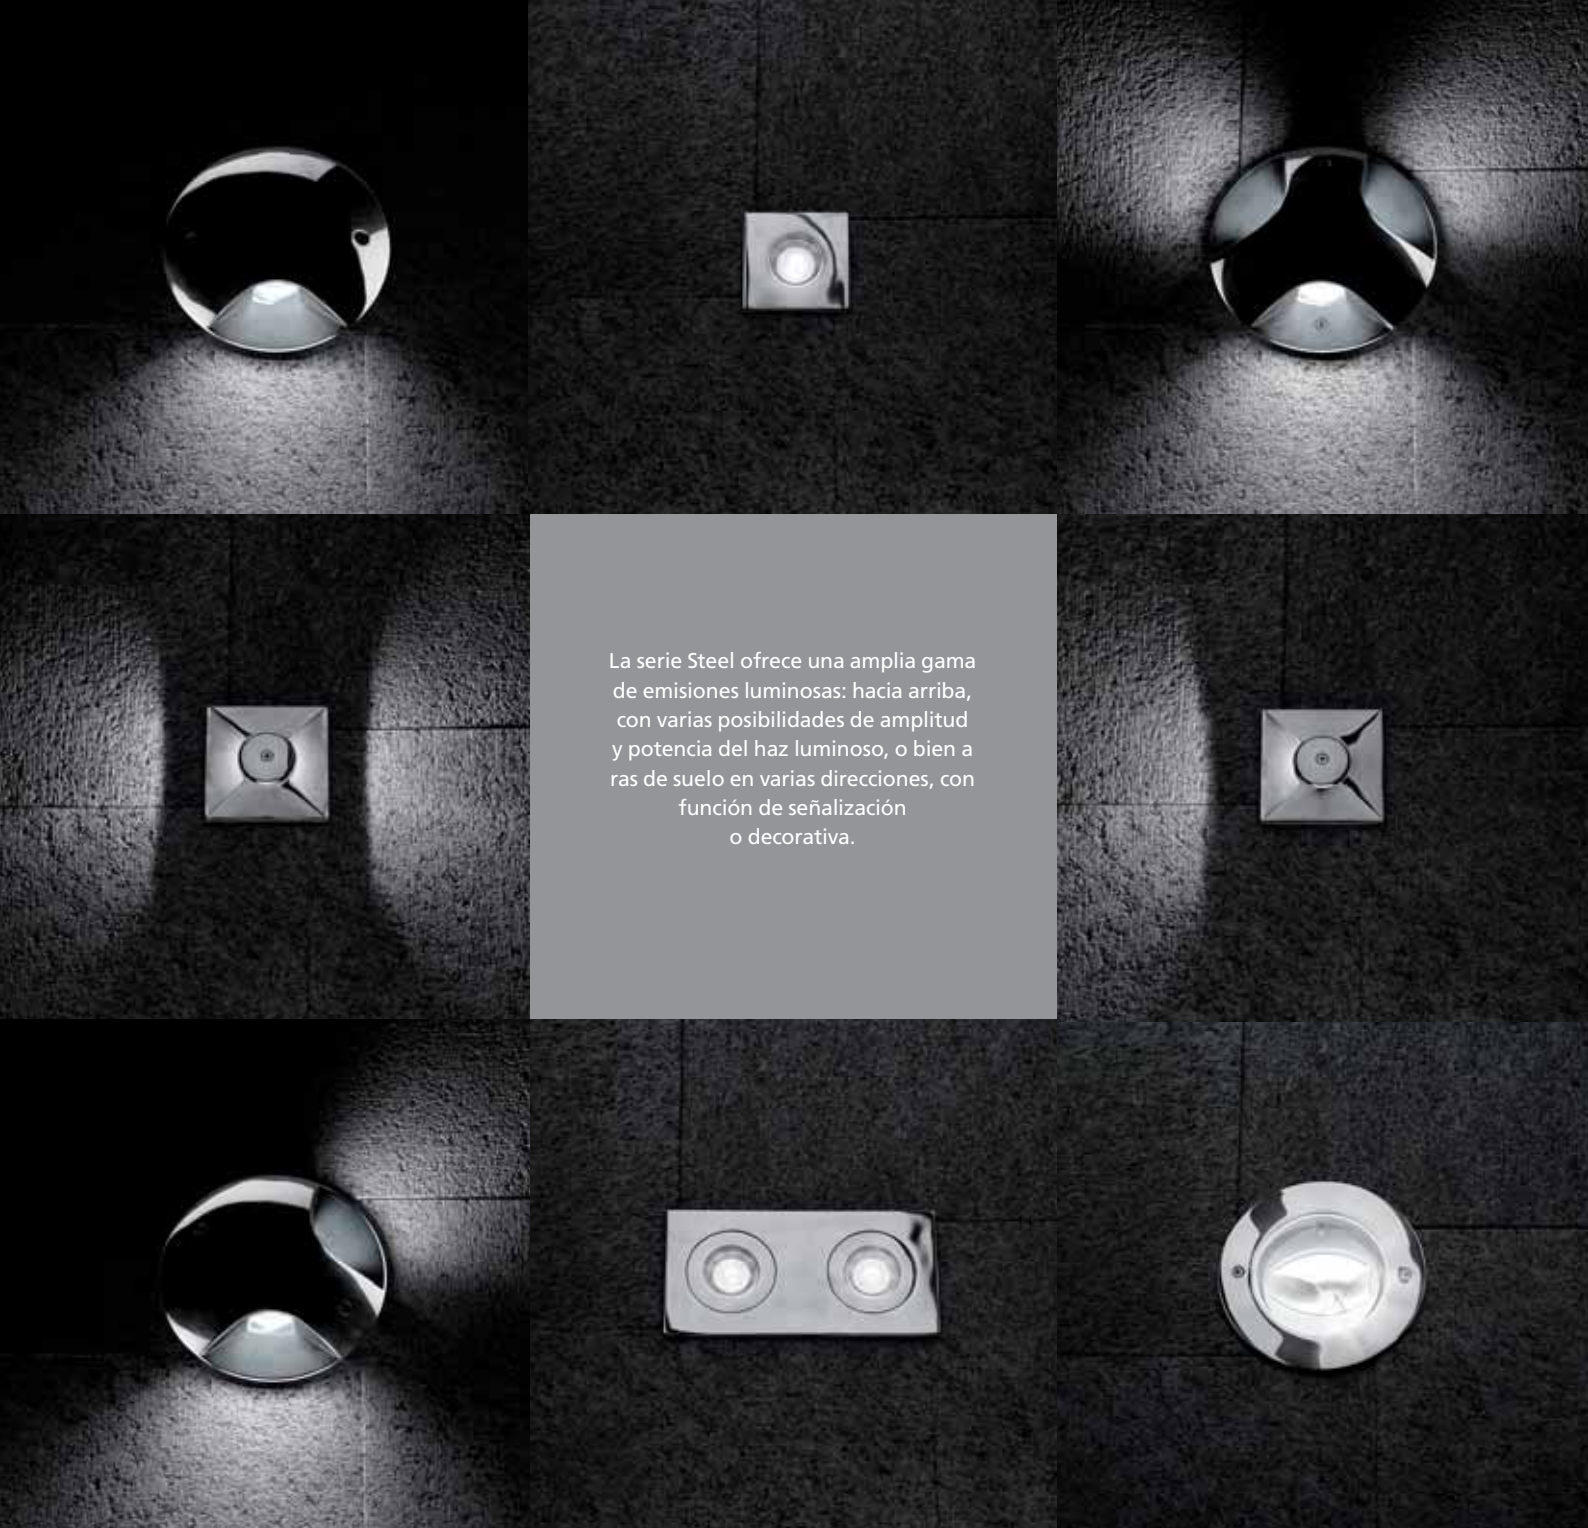 La serie Steel ofrece una amplia gama
de emisiones luminosas: hacia arriba,
con varias posibilidades de amplitud
y potencia del haz luminoso, o bien a
ras de suelo en varias direcciones, con
función de señalización
o decorativa.